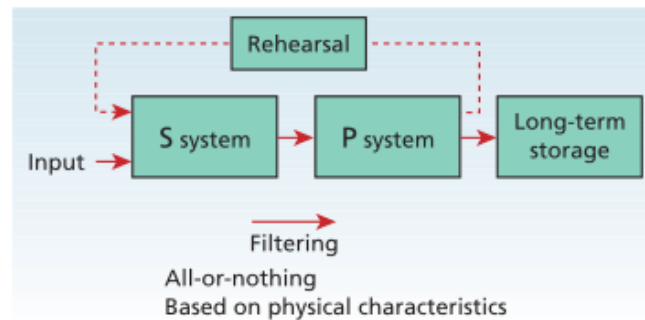 Rehearsal
S system
P system
Long-term
storage
Input
Filtering
All-or-nothing
Based on physical characteristics